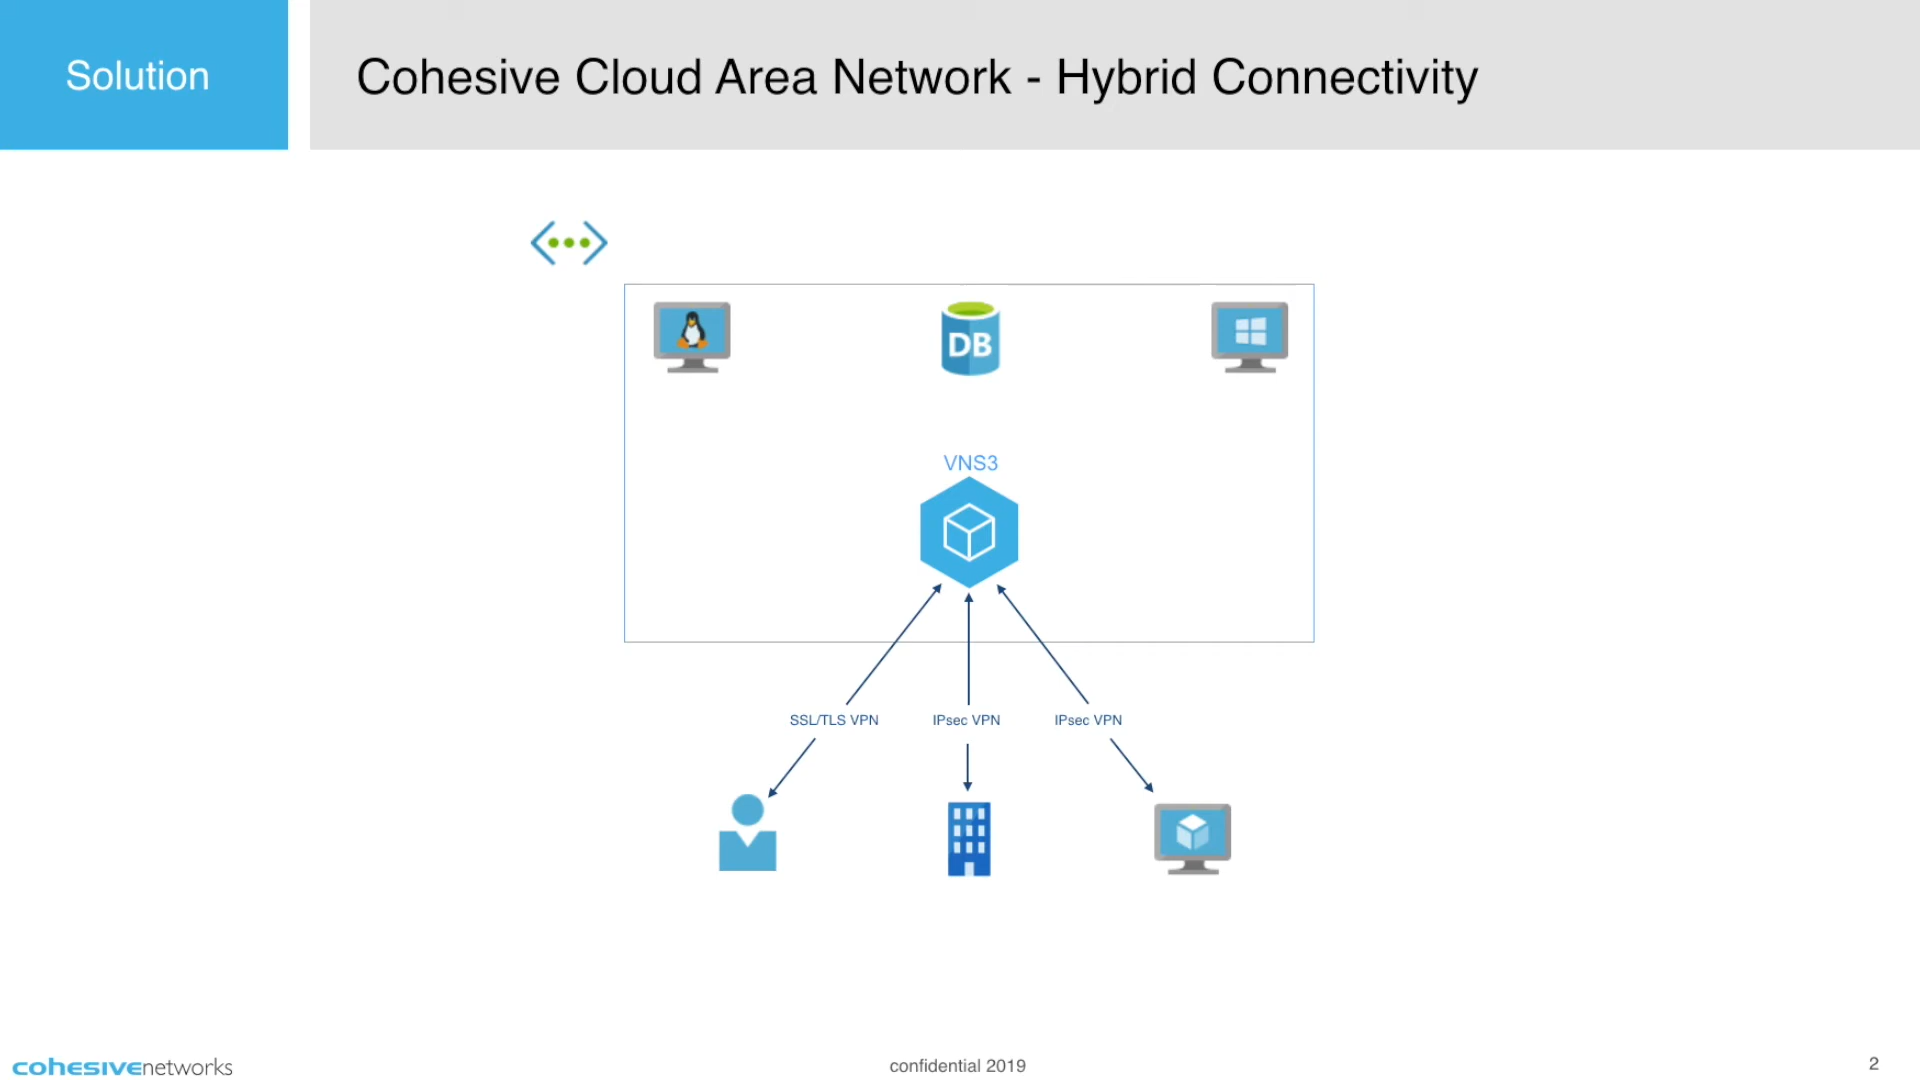 Solution
Cohesive Cloud Area Network - Hybrid Connectivity
DB
VNS3
SSL/TLS VPN
IPsec VPN
IPsec VPN
cohesivenetworks
confidential 2019
2